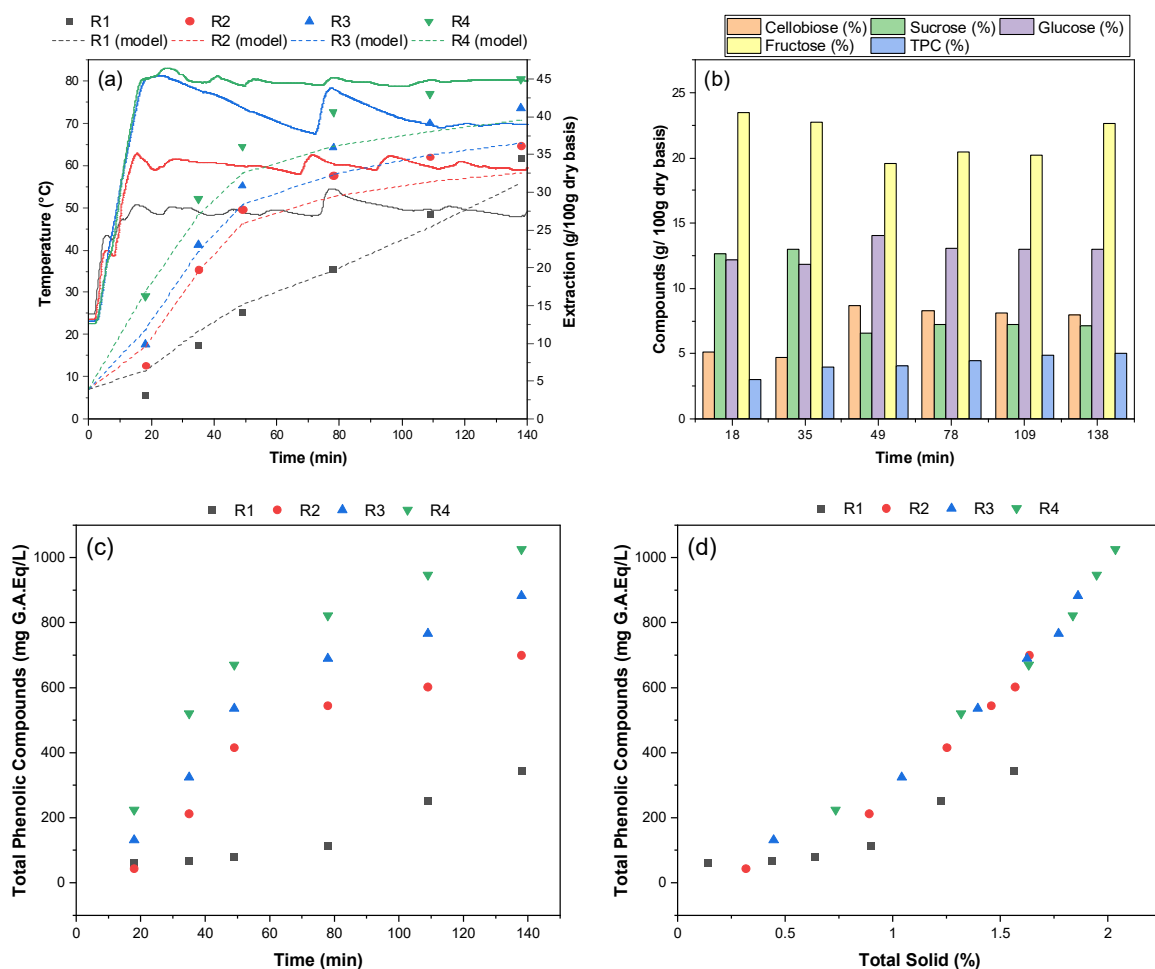 R1 R2 R3 R4
R1 (model) R2 (model) R3 (model) R4 (model)
(a)
Temperature (°C)
0 10 20 30 40 50 60 70 80
Extraction (g/100g dry basis)
0 5 10 15 20 25 30 35 40 45
0 20 40 60 80 100 120 140
Time (min)
Cellobiose (%) Sucrose (%) Glucose (%)
Fructose (%) TPC (%)
(b)
Compounds (g/ 100g dry basis)
0 5 10 15 20 25
18 35 49 78 109 138
Time (min)
R1 R2 R3 R4
(c)
Total Phenolic Compounds (mg G.A.Eq/L)
0 200 400 600 800 1000
0 20 40 60 80 100 120 140
Time (min)
R1 R2 R3 R4
(d)
Total Phenolic Compounds (mg G.A.Eq/L)
0 200 400 600 800 1000
0 0.5 1 1.5 2
Total Solid (%)